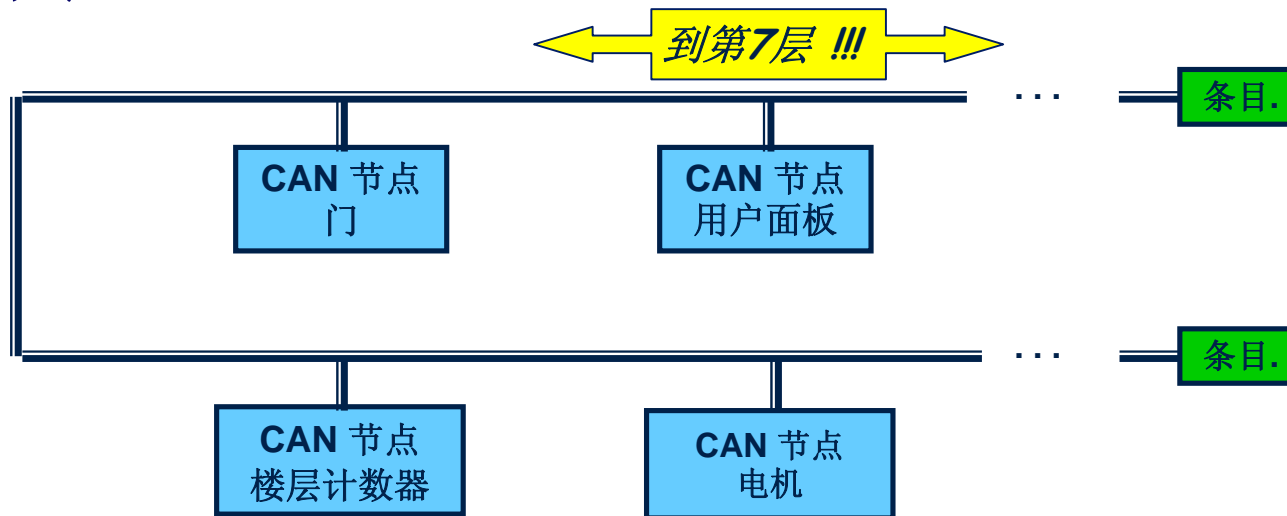 到第7层 !!!
. . .
条目.
CAN 节点
门
CAN 节点
用户面板
. . .
条目.
CAN 节点
楼层计数器
CAN 节点
电机